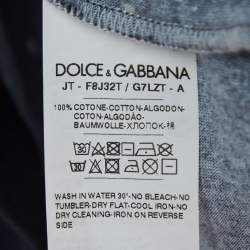 DOLCE & GABBANA
JT - F8J32T / G7LZT - A
100% COTONE-COTTON-ALGODON-
COTON-ALGODÃO-
BAUMWOLLE-ХЛОПОК-棉
WASH IN WATER 30°-NO BLEACH-NO
TUMBLER-DRY FLAT-COOL IRON-NO
DRY CLEANING-IRON ON REVERSE
SIDE